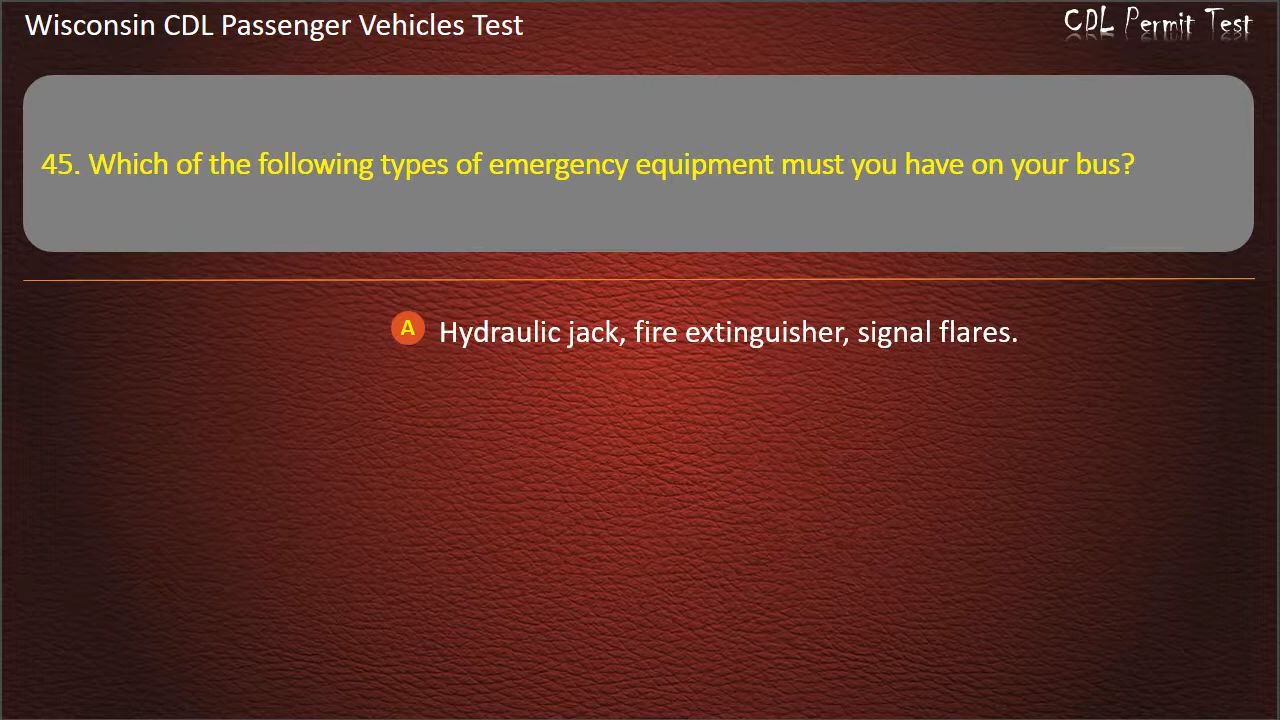 Wisconsin CDL Passenger Vehicles Test
CDL Permit Test
45. Which of the following types of emergency equipment must you have on your bus?
A Hydraulic jack, fire extinguisher, signal flares.